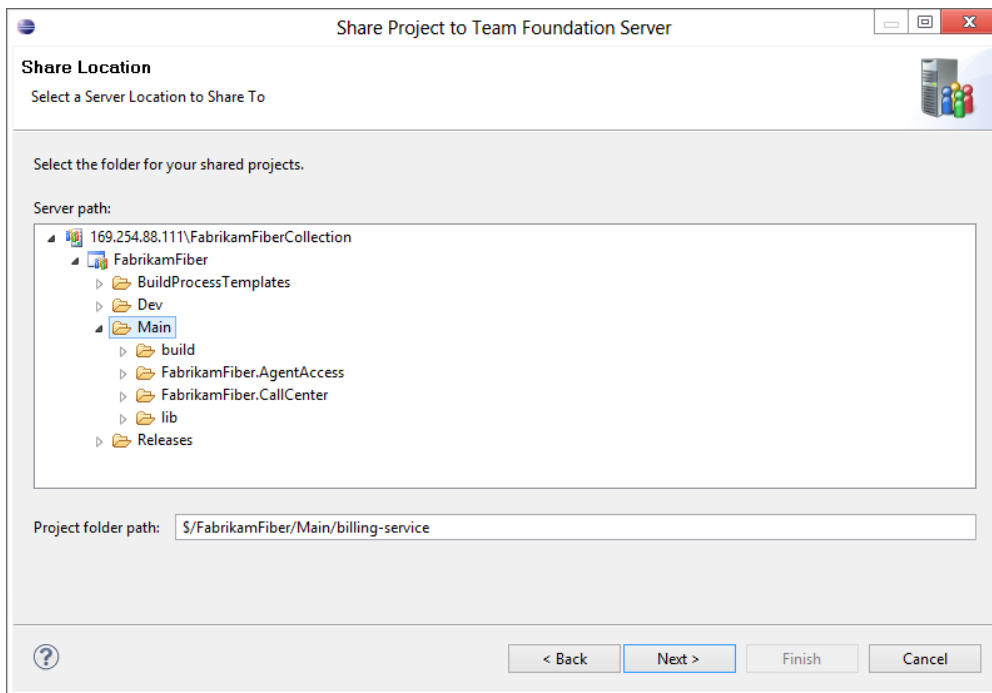 Share Project to Team Foundation Server
Share Location
Select a Server Location to Share To
Select the folder for your shared projects.
Server path:
169.254.88.111\FabrikamFiberCollection
FabrikamFiber
BuildProcessTemplates
Dev
Main
build
FabrikamFiber.AgentAccess
FabrikamFiber.CallCenter
lib
Releases
Project folder path: $/FabrikamFiber/Main/billing-service
? < Back Next > Finish Cancel